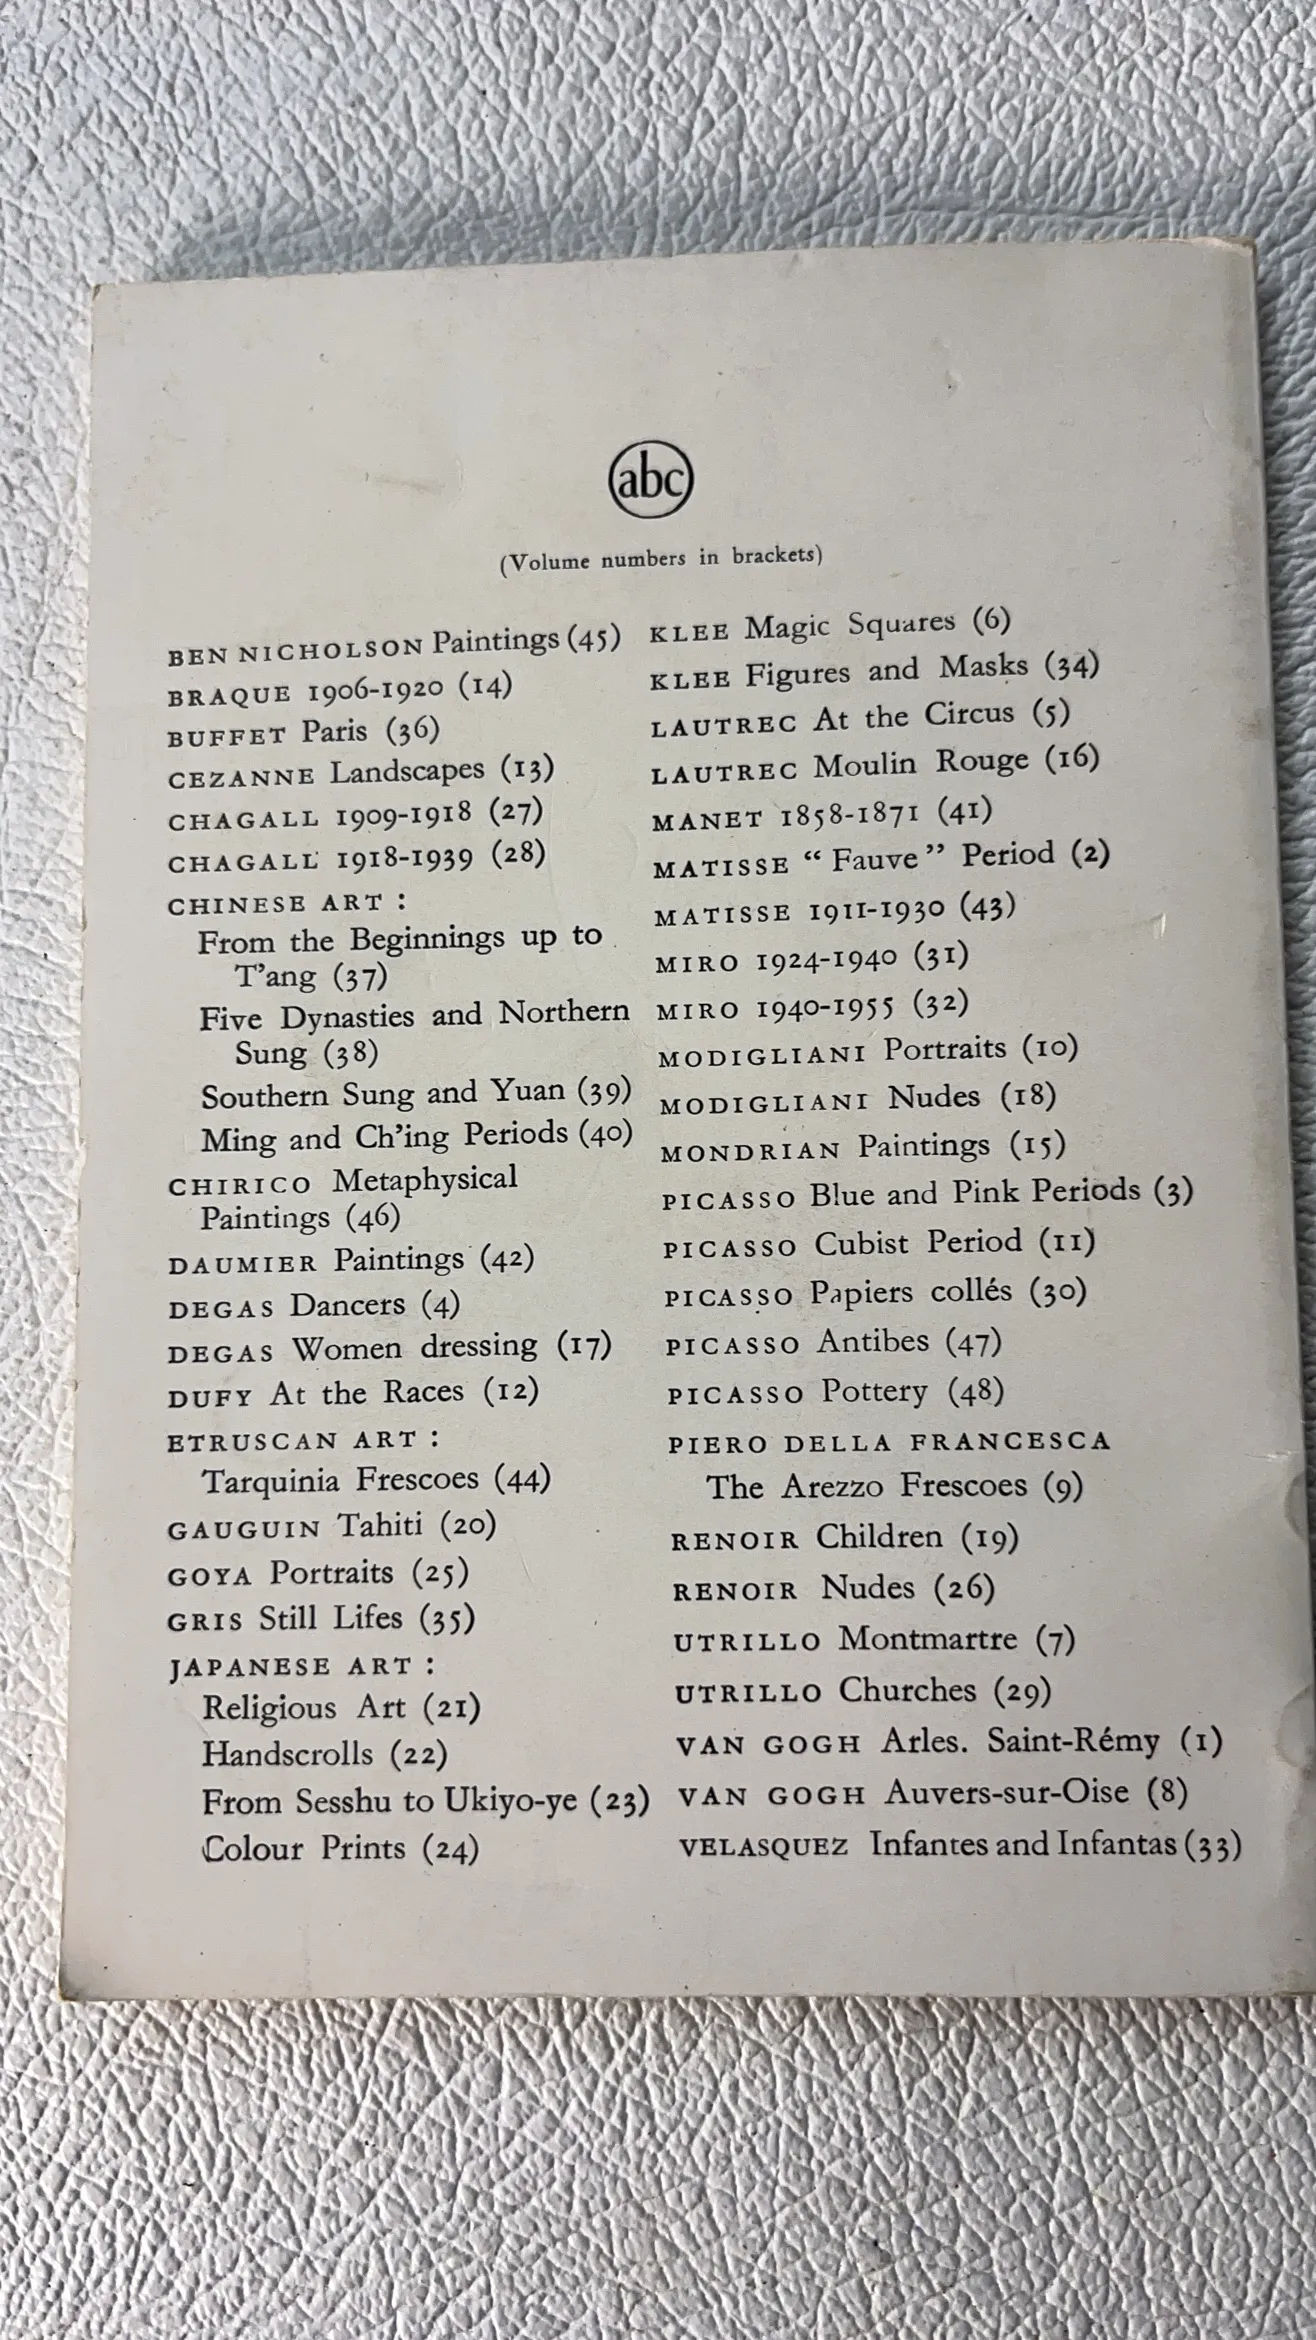 abc
(Volume numbers in brackets)
BEN NICHOLSON Paintings (45)
BRAQUE 1906-1920 (14)
BUFFET Paris (36)
CEZANNE Landscapes (13)
CHAGALL 1909-1918 (27)
CHAGALL 1918-1939 (28)
CHINESE ART :
From the Beginnings up to
T'ang (37)
Five Dynasties and Northern
Sung (38)
Southern Sung and Yuan (39)
Ming and Ch'ing Periods (40)
CHIRICO Metaphysical
Paintings (46)
DAUMIER Paintings (42)
DEGAS Dancers (4)
DEGAS Women dressing (17)
DUFY At the Races (12)
ETRUSCAN ART :
Tarquinia Frescoes (44)
GAUGUIN Tahiti (20)
GOYA Portraits (25)
GRIS Still Lifes (35)
JAPANESE ART :
Religious Art (21)
Handscrolls (22)
From Sesshu to Ukiyo-ye (23)
Colour Prints (24)
KLEE Magic Squares (6)
KLEE Figures and Masks (34)
LAUTREC At the Circus (5)
LAUTREC Moulin Rouge (16)
MANET 1858-1871 (41)
MATISSE “ Fauve ” Period (2)
MATISSE 1911-1930 (43)
MIRO 1924-1940 (31)
MIRO 1940-1955 (32)
MODIGLIANI Portraits (10)
MODIGLIANI Nudes (18)
MONDRIAN Paintings (15)
PICASSO Blue and Pink Periods (3)
PICASSO Cubist Period (11)
PICASSO Papiers collés (30)
PICASSO Antibes (47)
PICASSO Pottery (48)
PIERO DELLA FRANCESCA
The Arezzo Frescoes (9)
RENOIR Children (19)
RENOIR Nudes (26)
UTRILLO Montmartre (7)
UTRILLO Churches (29)
VAN GOGH Arles. Saint-Rémy (1)
VAN GOGH Auvers-sur-Oise (8)
VELASQUEZ Infantes and Infantas (33)